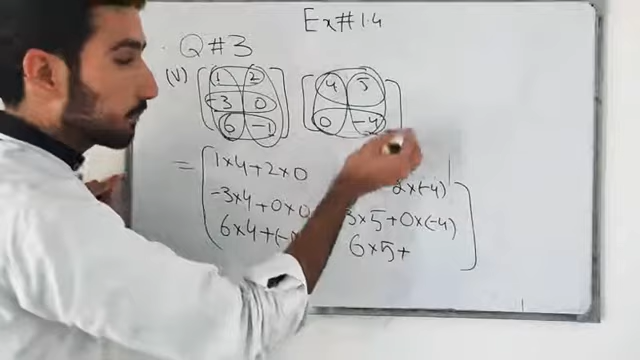 Ex#1.4
Q#3
(V) [1 2 [4 5
-3 0
6 -1] 0 -4]
= [1×4+2×0 2×(-4)
-3×4+0×0 3×5+0×(-4)
6×4+(- 6×5+ ]